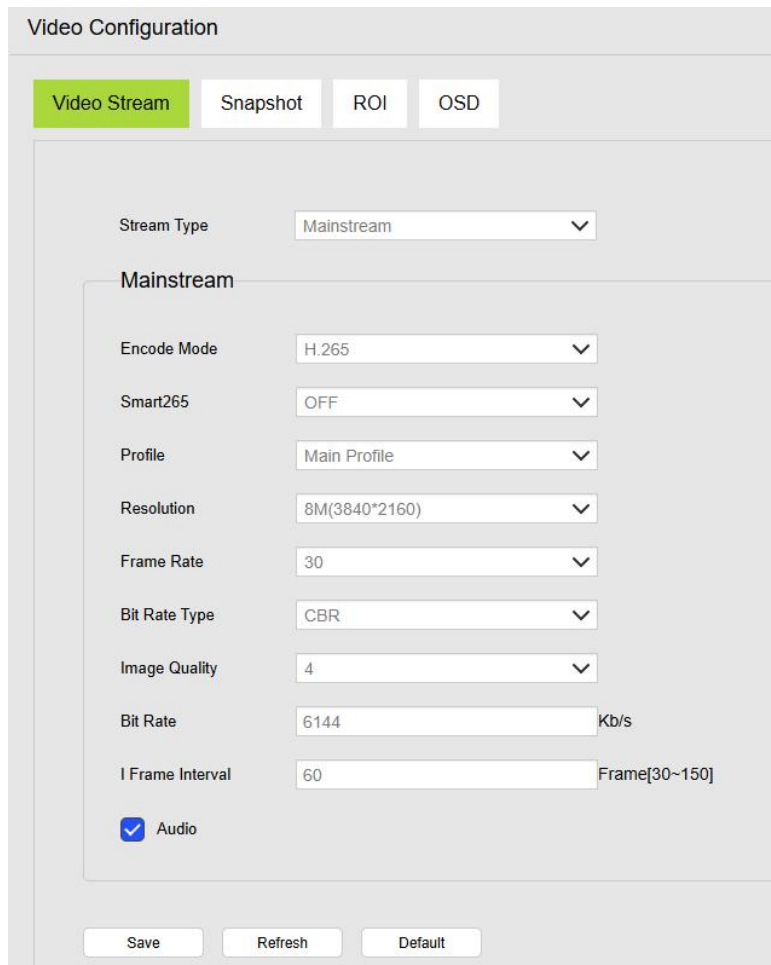 Video Configuration
Video Stream Snapshot ROI OSD
Stream Type Mainstream
Mainstream
Encode Mode H.265
Smart265 OFF
Profile Main Profile
Resolution 8M(3840*2160)
Frame Rate 30
Bit Rate Type CBR
Image Quality 4
Bit Rate 6144 Kb/s
I Frame Interval 60 Frame[30~150]
Audio
Save Refresh Default